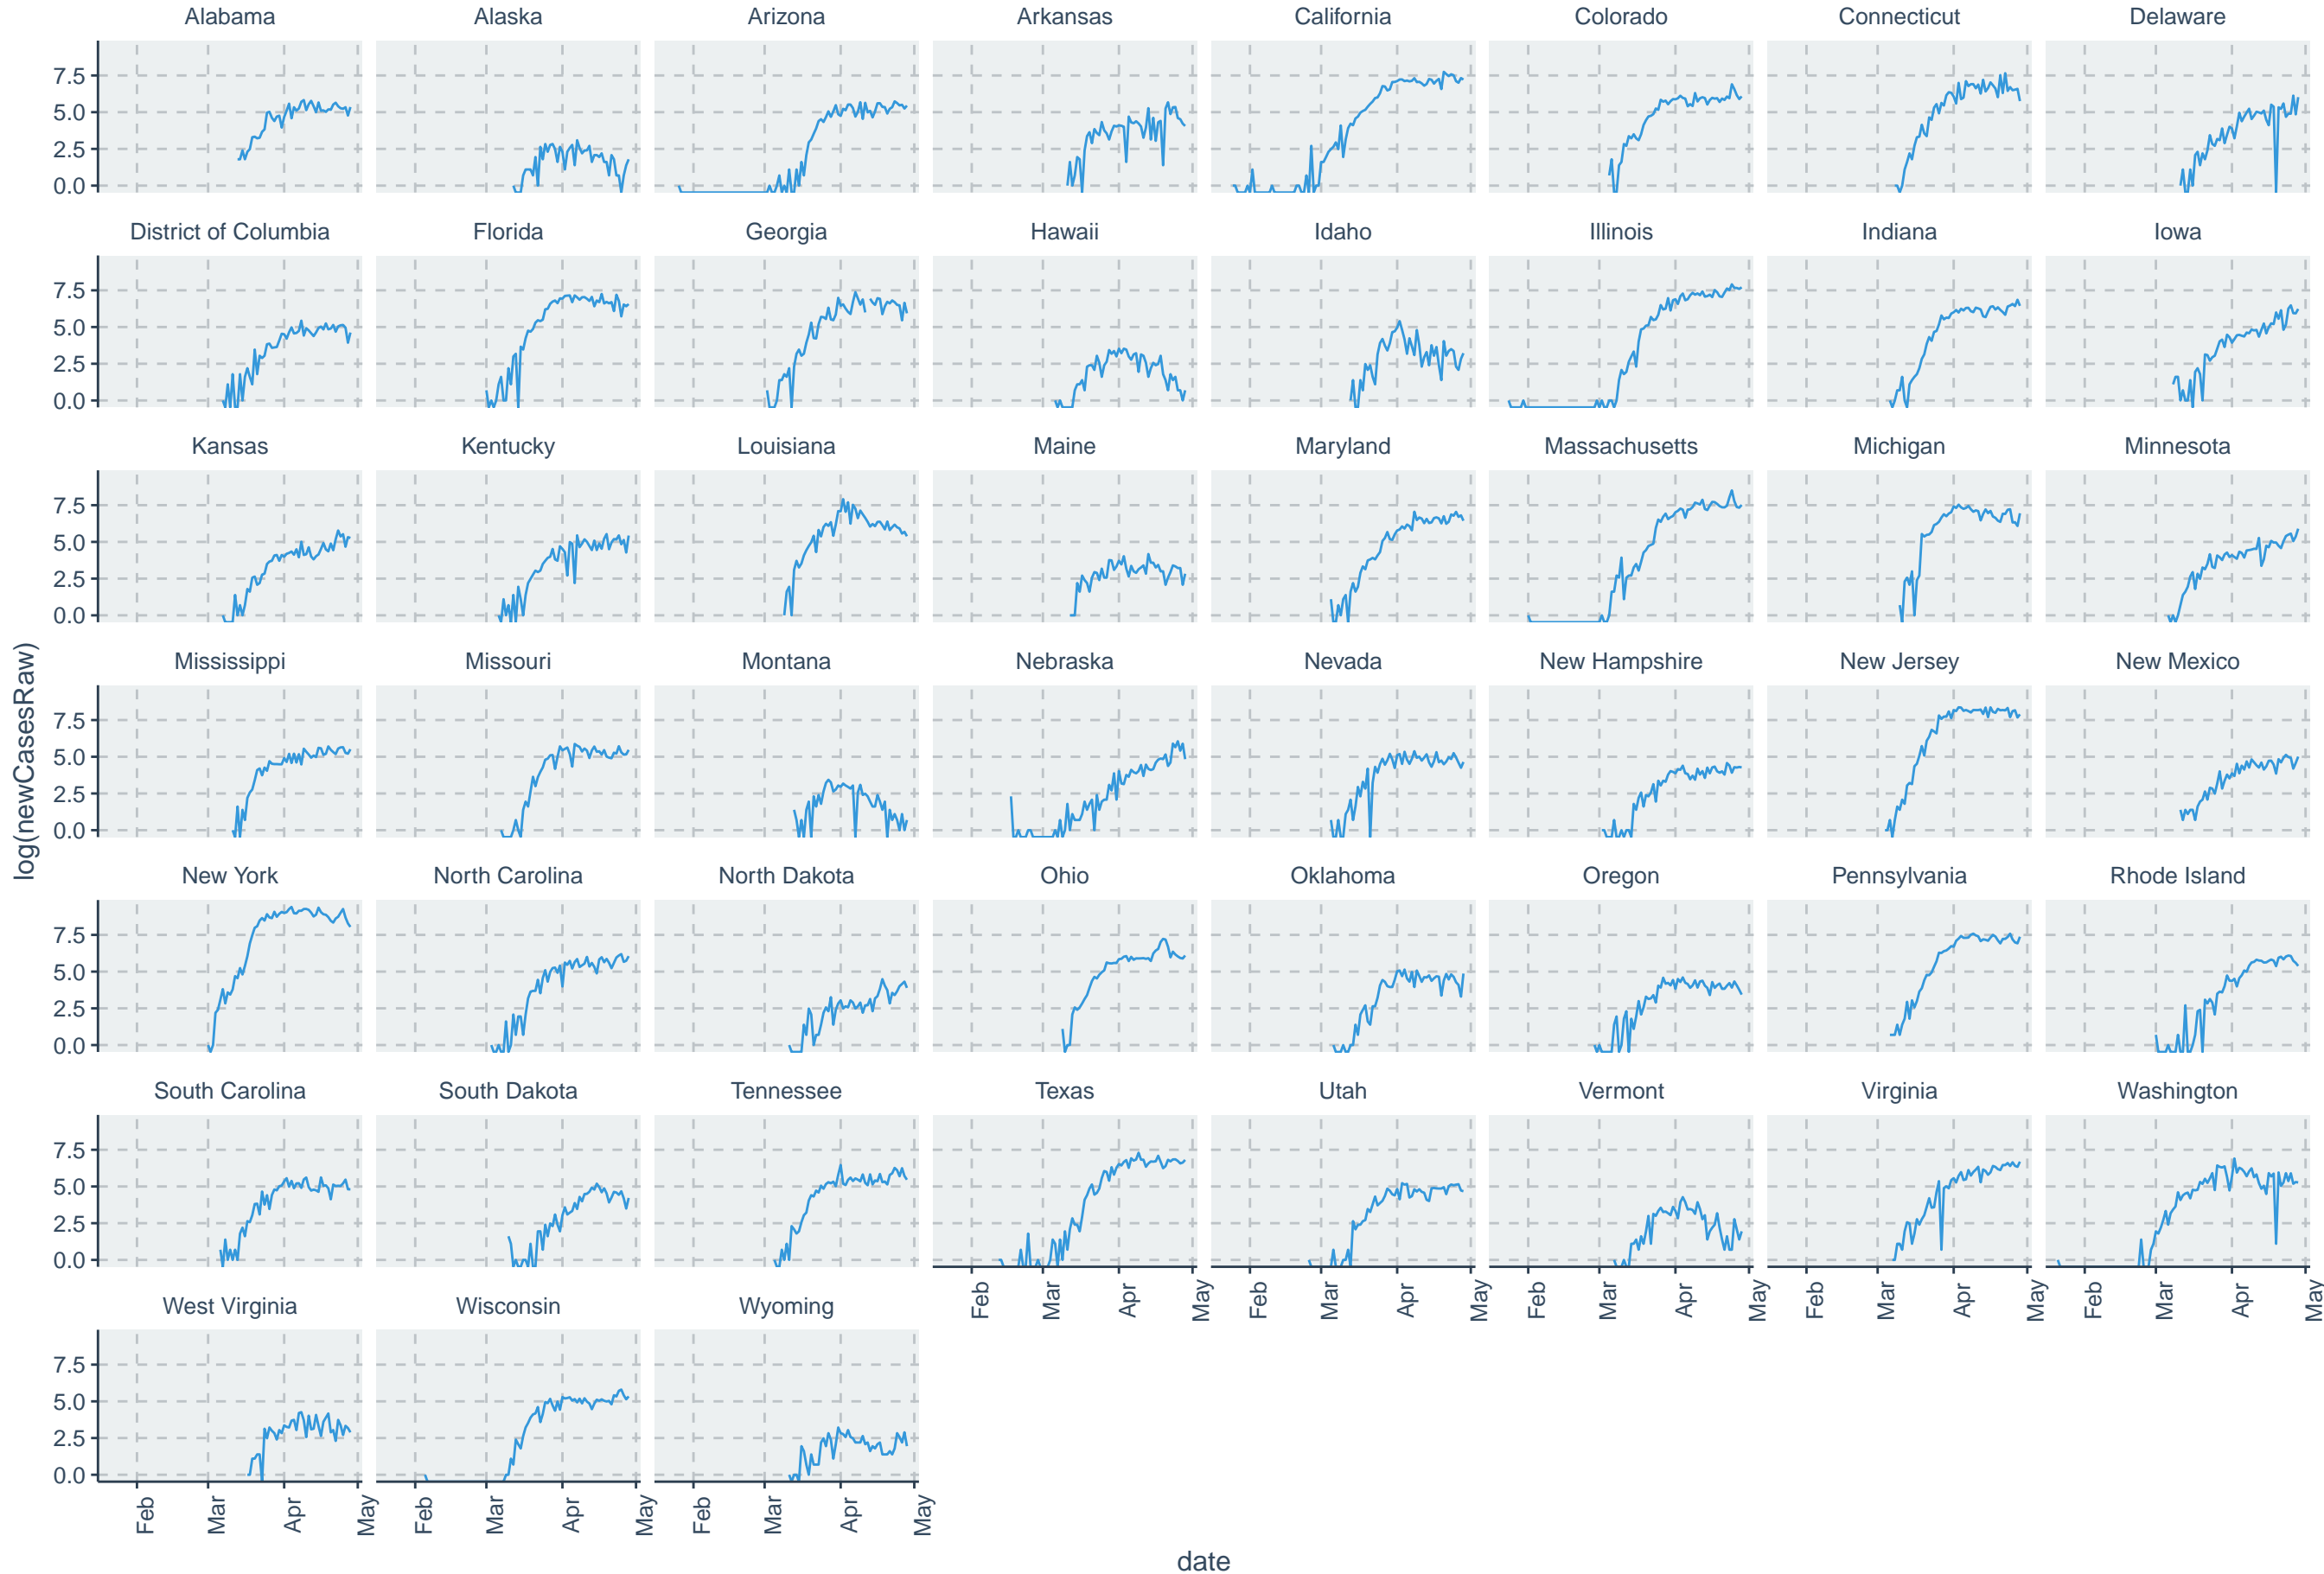 Alabama Alaska Arizona Arkansas California Colorado Connecticut Delaware
7.5
5.0
2.5
0.0
District of Columbia Florida Georgia Hawaii Idaho Illinois Indiana Iowa
7.5
5.0
2.5
0.0
Kansas Kentucky Louisiana Maine Maryland Massachusetts Michigan Minnesota
7.5
5.0
2.5
0.0
log(newCasesRaw)
Mississippi Missouri Montana Nebraska Nevada New Hampshire New Jersey New Mexico
7.5
5.0
2.5
0.0
New York North Carolina North Dakota Ohio Oklahoma Oregon Pennsylvania Rhode Island
7.5
5.0
2.5
0.0
South Carolina South Dakota Tennessee Texas Utah Vermont Virginia Washington
7.5
5.0
2.5
0.0
Feb Mar Apr May Feb Mar Apr May Feb Mar Apr May Feb Mar Apr May Feb Mar Apr May
West Virginia Wisconsin Wyoming
7.5
5.0
2.5
0.0
Feb Mar Apr May Feb Mar Apr May Feb Mar Apr May
date